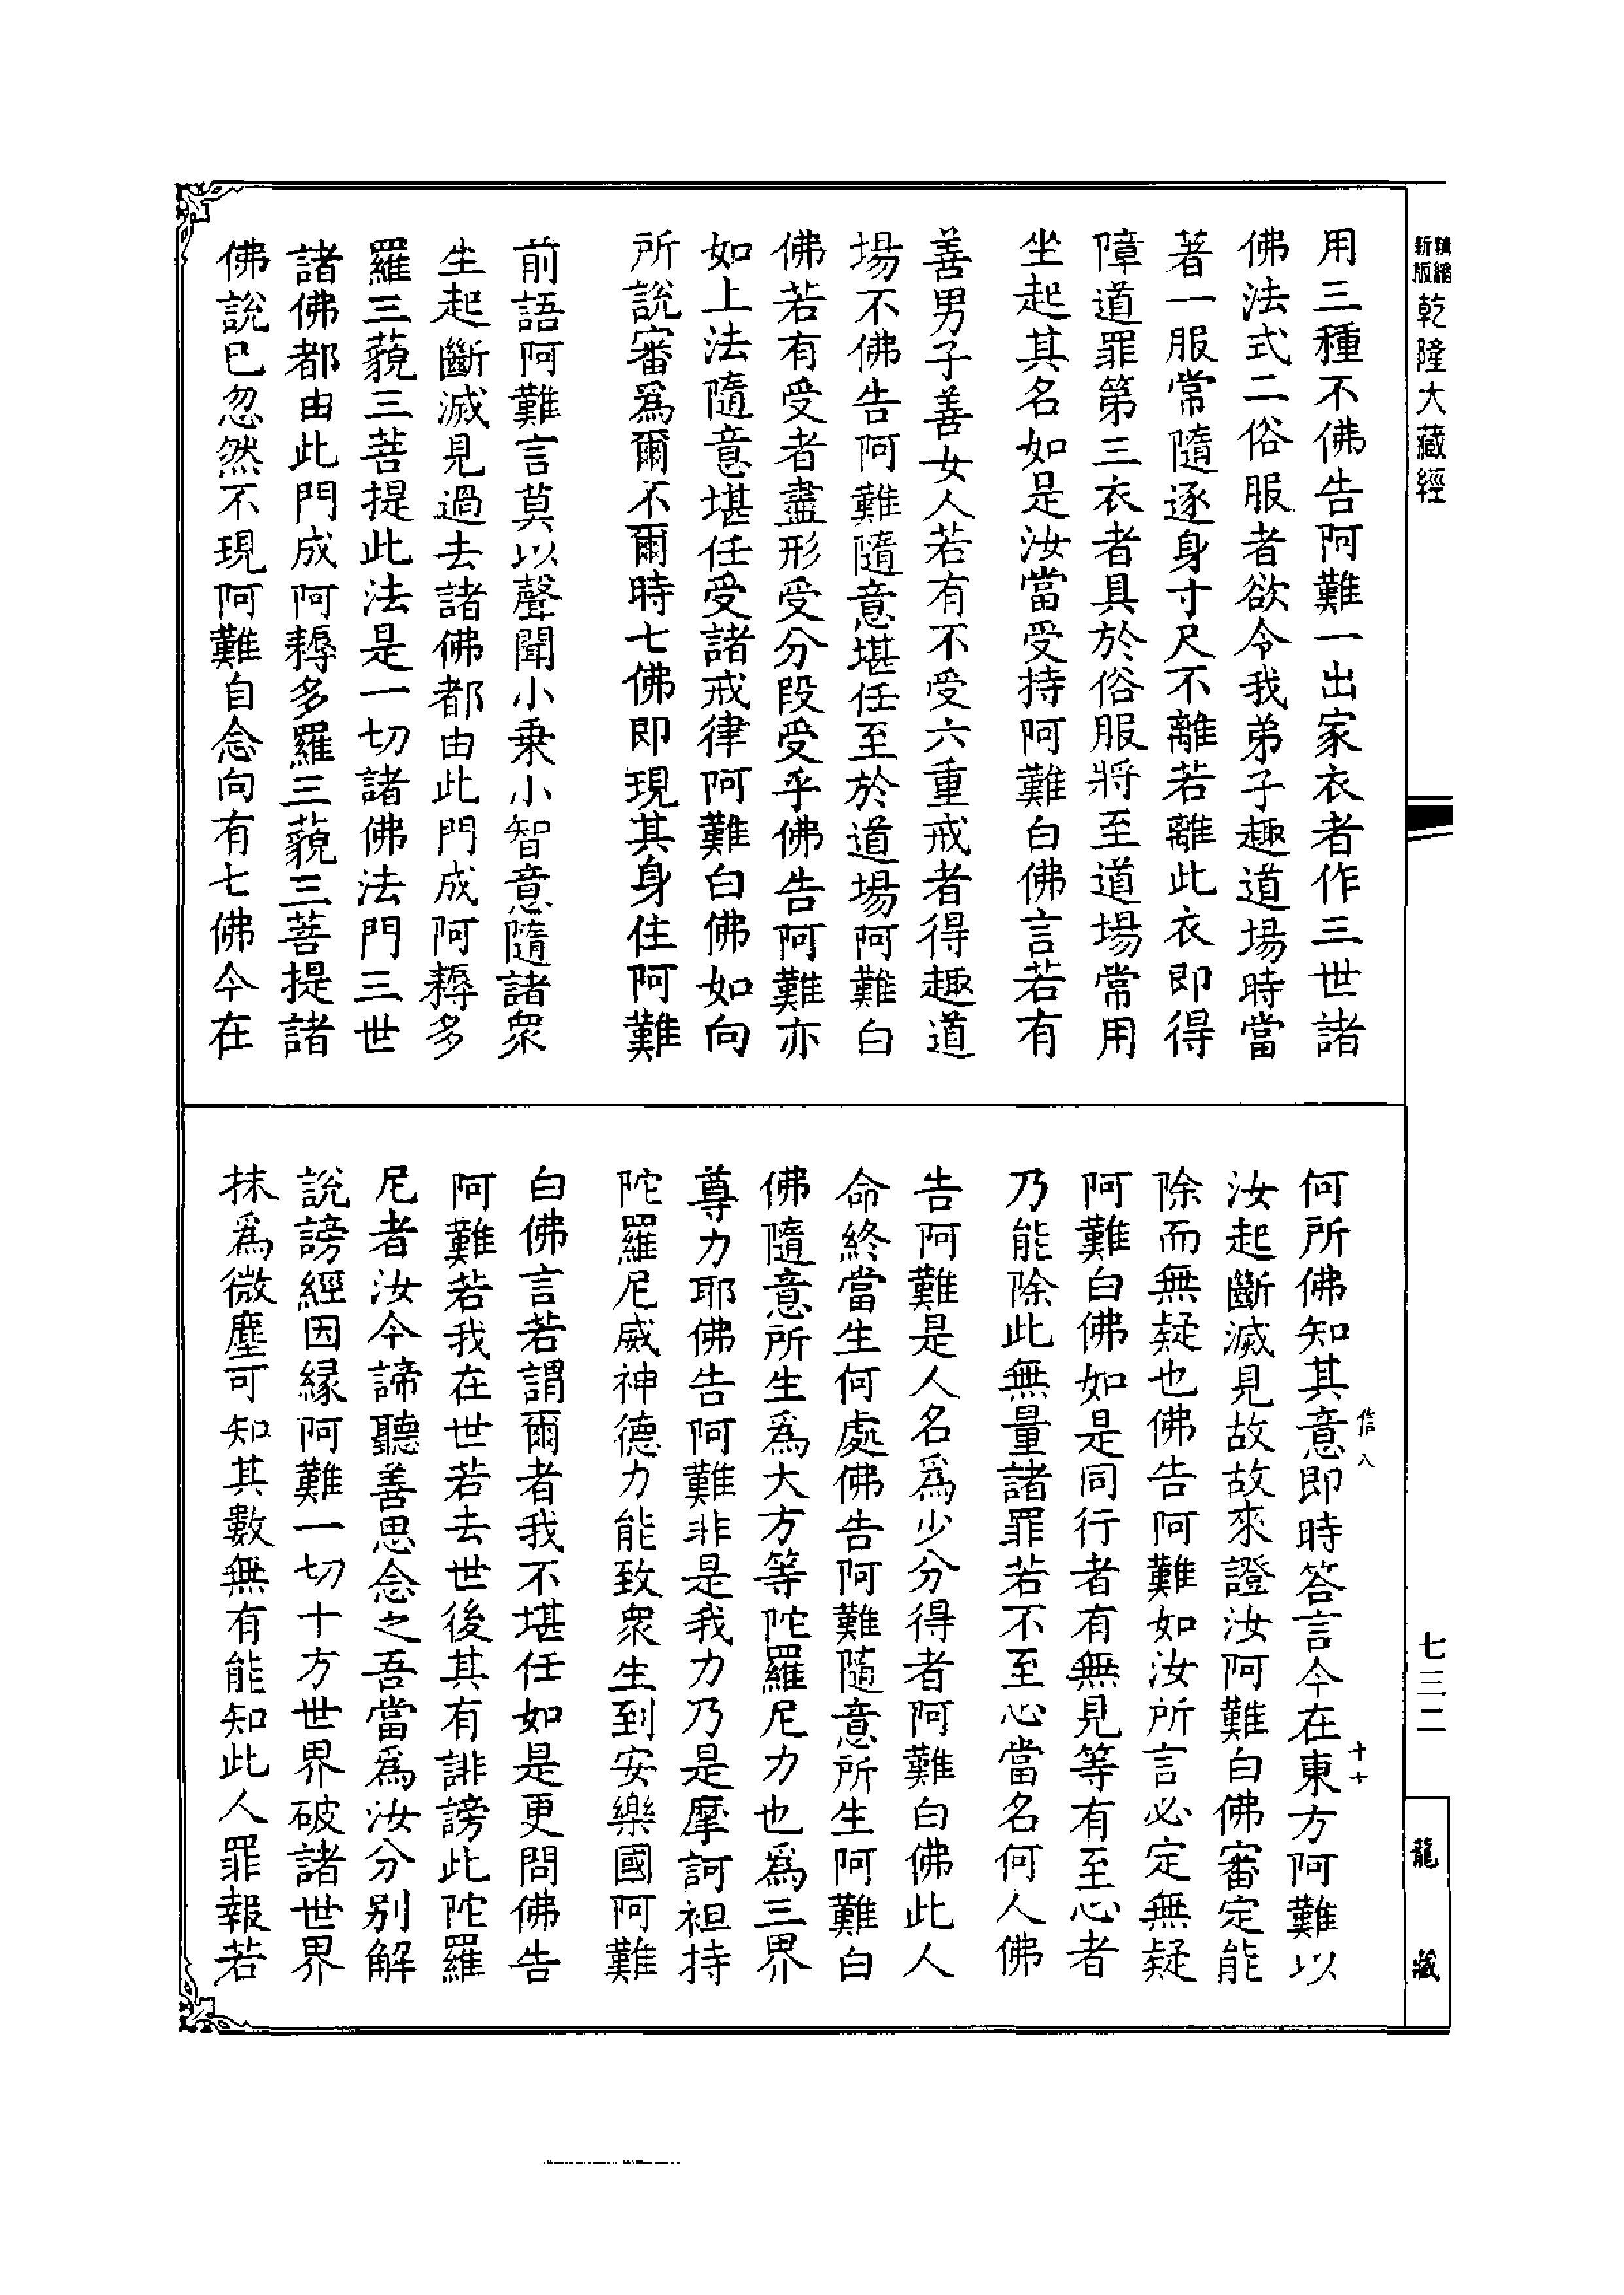 精縮新版乾隆大藏經
用三種不佛告阿難一出家衣者作三世諸
佛法式二俗服者欲令我弟子趣道場時當
著一服常隨逐身寸尺不離若離此衣即得
障道罪第三衣者具於俗服將至道場常用
坐起其名如是汝當受持阿難白佛言若有
善男子善女人若有不受六重戒者得趣道
場不佛告阿難隨意堪任至於道場阿難白
佛若有受者盡形受分段受乎佛告阿難亦
如上法隨意堪任受諸戒律阿難白佛如向
所說審爲爾不爾時七佛即現其身住阿難
前語阿難言莫以聲聞小乘小智意隨諸衆
生起斷滅見過去諸佛都由此門成阿耨多
羅三藐三菩提此法是一切諸佛法門三世
諸佛都由此門成阿耨多羅三藐三菩提諸
佛說已忽然不現阿難自念向有七佛今在
何所佛知其意即時答言今在東方阿難以
汝起斷滅見故故來證汝阿難白佛審定能
除而無疑也佛告阿難如汝所言必定無疑
阿難白佛如是同行者有無見等有至心者
乃能除此無量諸罪若不至心當名何人佛
告阿難是人名爲少分得者阿難白佛此人
命終當生何處佛告阿難隨意所生阿難白
佛隨意所生爲大方等陀羅尼力也爲三界
尊力耶佛告阿難非是我力乃是摩訶袒持
陀羅尼威神德力能致衆生到安樂國阿難
白佛言若謂爾者我不堪任如是更問佛告
阿難若我在世若去世後其有誹謗此陀羅
尼者汝今諦聽善思念之吾當爲汝分別解
說謗經因緣阿難一切十方世界破諸世界
抹爲微塵可知其數無有能知此人罪報若
信八
十七
七三二
龍藏